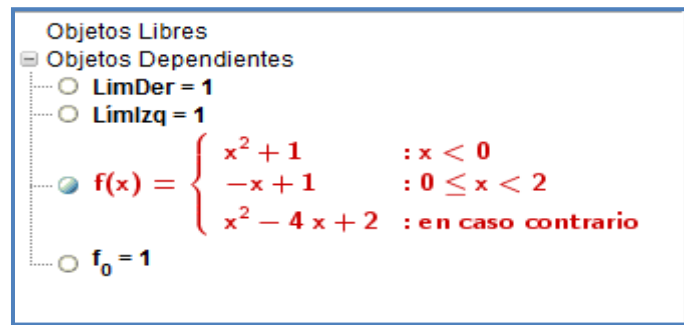 Objetos Libres
Objetos Dependientes
LimDer = 1
LímIzq = 1
f(x) = { x² + 1 : x < 0
−x + 1 : 0 ≤ x < 2
x² − 4 x + 2 : en caso contrario
f₀ = 1